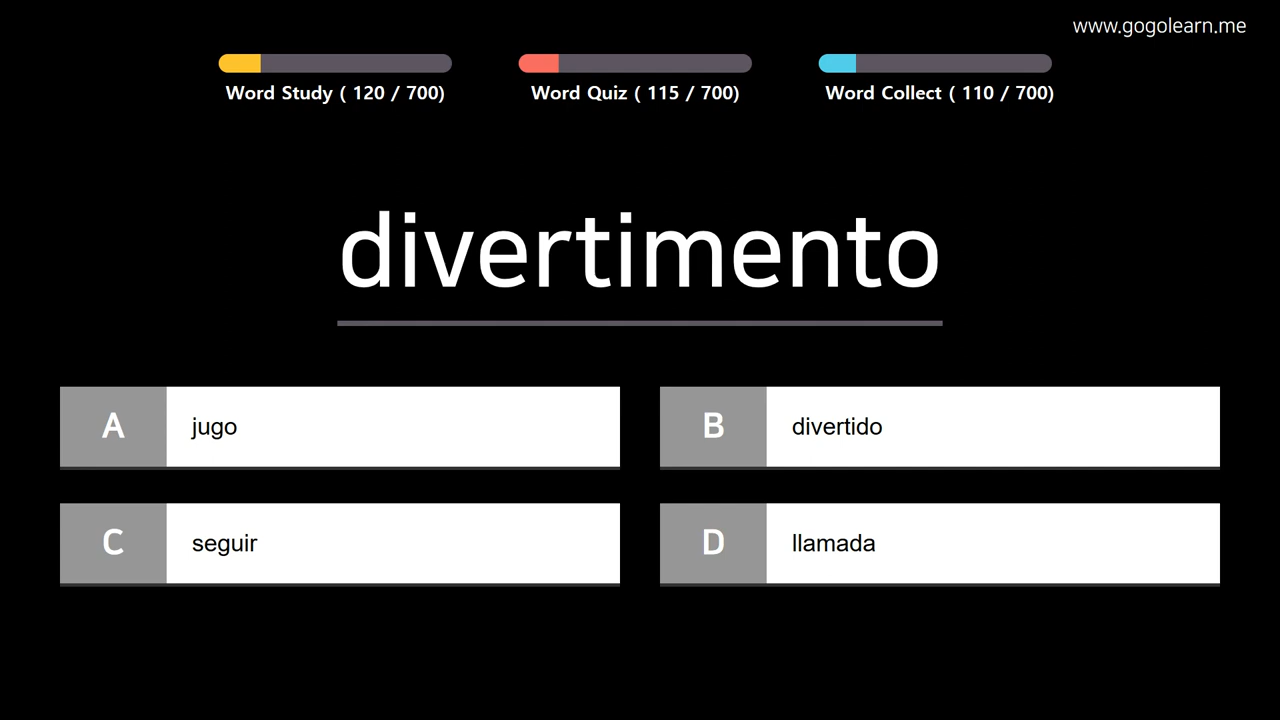 www.gogolearn.me
Word Study ( 120 / 700)
Word Quiz ( 115 / 700)
Word Collect ( 110 / 700)
divertimento
A jugo
B divertido
C seguir
D llamada